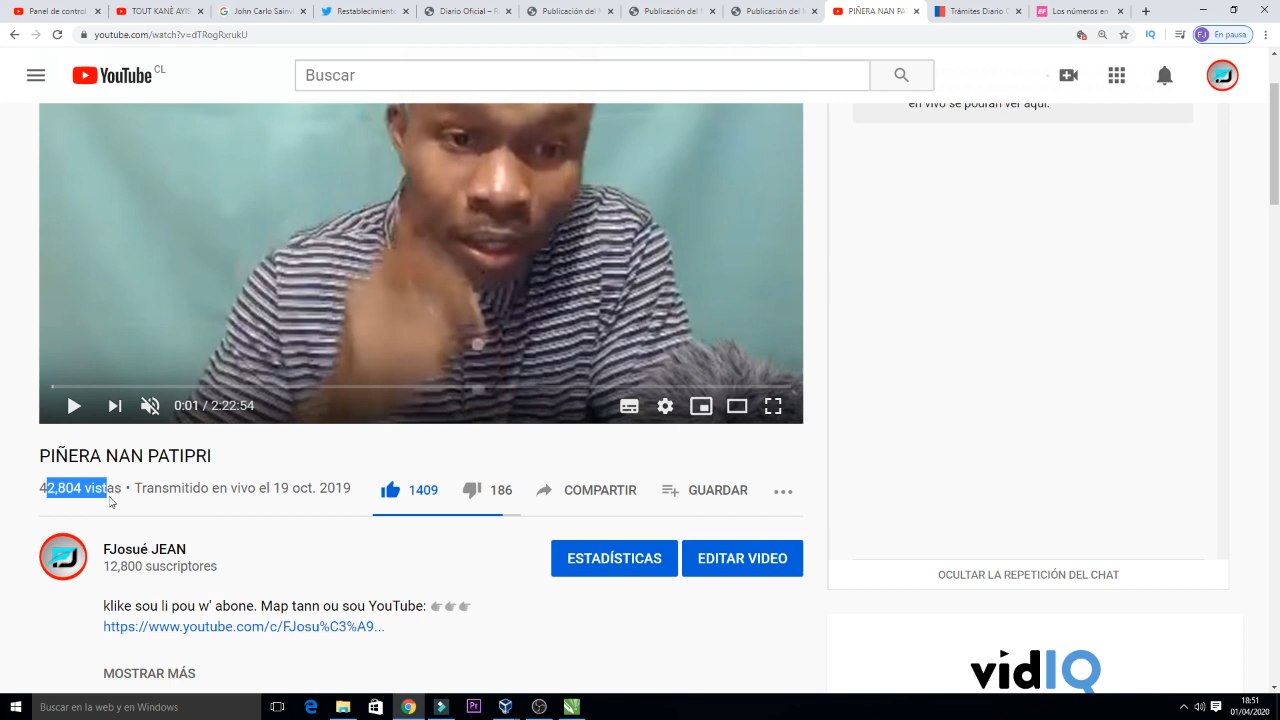 Panel de control
TOUT KANÈ AYIS
John Carlo Sainv
Restablecimiento
Diario Oficial – R
Publicación del N
Publicación del N
Publicación del N
PIÑERA NAN PAT
Trámites Diario O
Los números en
youtube.com/watch?v=dTRogRxrukU
IQ
FJ En pausa
YouTube CL
Buscar
en vivo se podrán ver aquí.
0:01 / 2:22:54
PIÑERA NAN PATIPRI
42,804 vistas • Transmitido en vivo el 19 oct. 2019
1409
186
COMPARTIR
GUARDAR
FJosué JEAN
12,800 suscriptores
ESTADÍSTICAS
EDITAR VIDEO
klike sou li pou w' abone. Map tann ou sou YouTube:
https://www.youtube.com/c/FJosu%C3%A9...
MOSTRAR MÁS
OCULTAR LA REPETICIÓN DEL CHAT
vidIQ
Buscar en la web y en Windows
18:51
01/04/2020